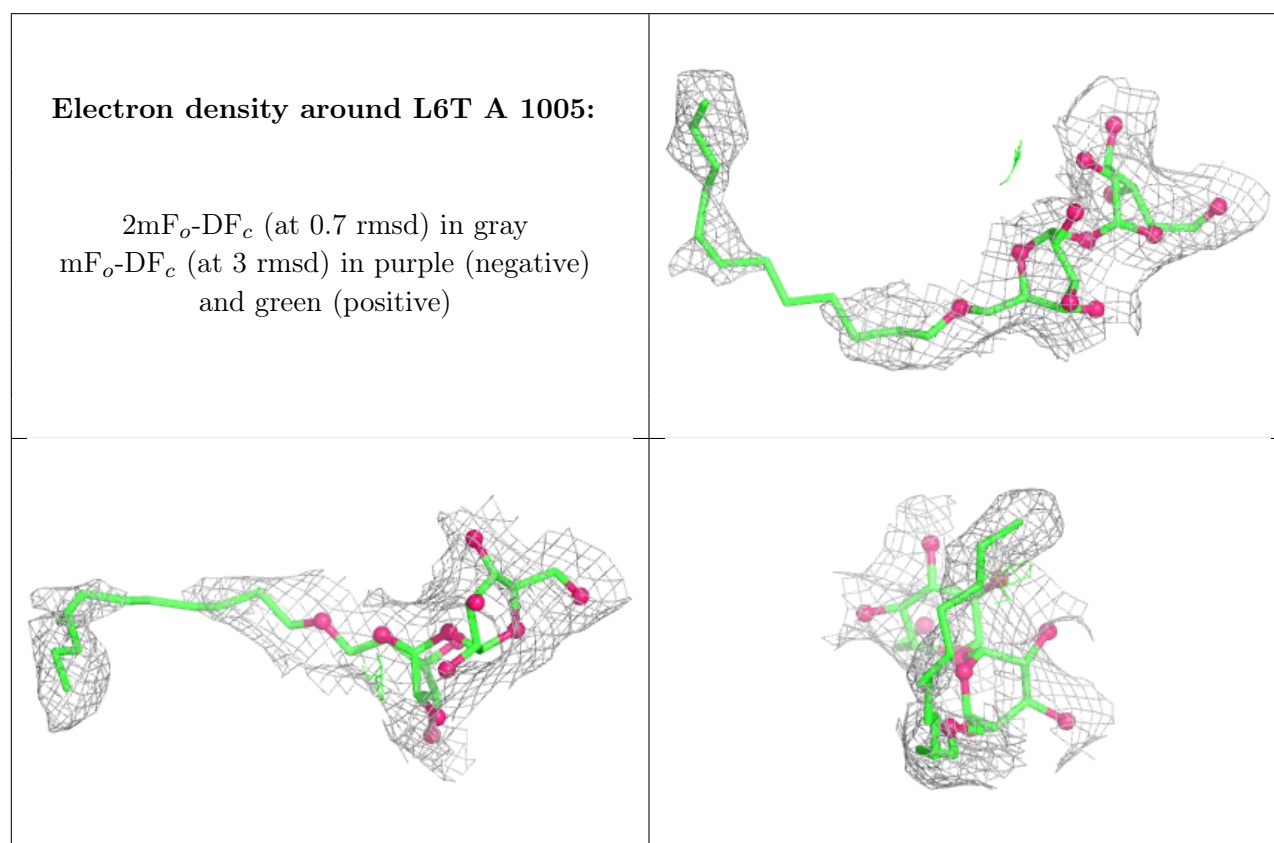 Electron density around L6T A 1005:
2mFo-DFc (at 0.7 rmsd) in gray
mFo-DFc (at 3 rmsd) in purple (negative)
and green (positive)